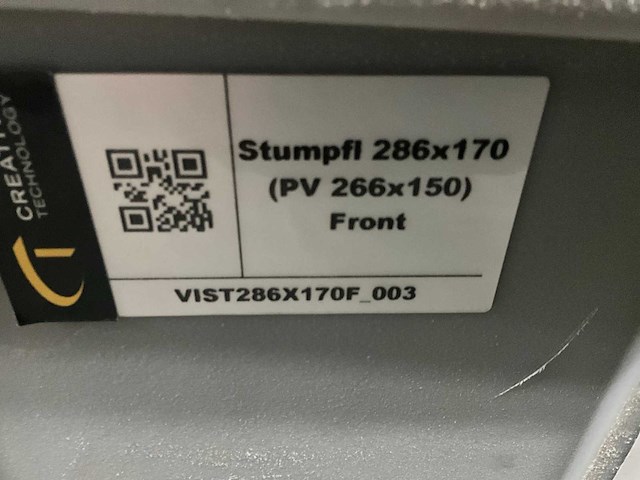 CREATIVE
TECHNOLOGY
Stumpfl 286x170
(PV 266x150)
Front
VIST286X170F_003